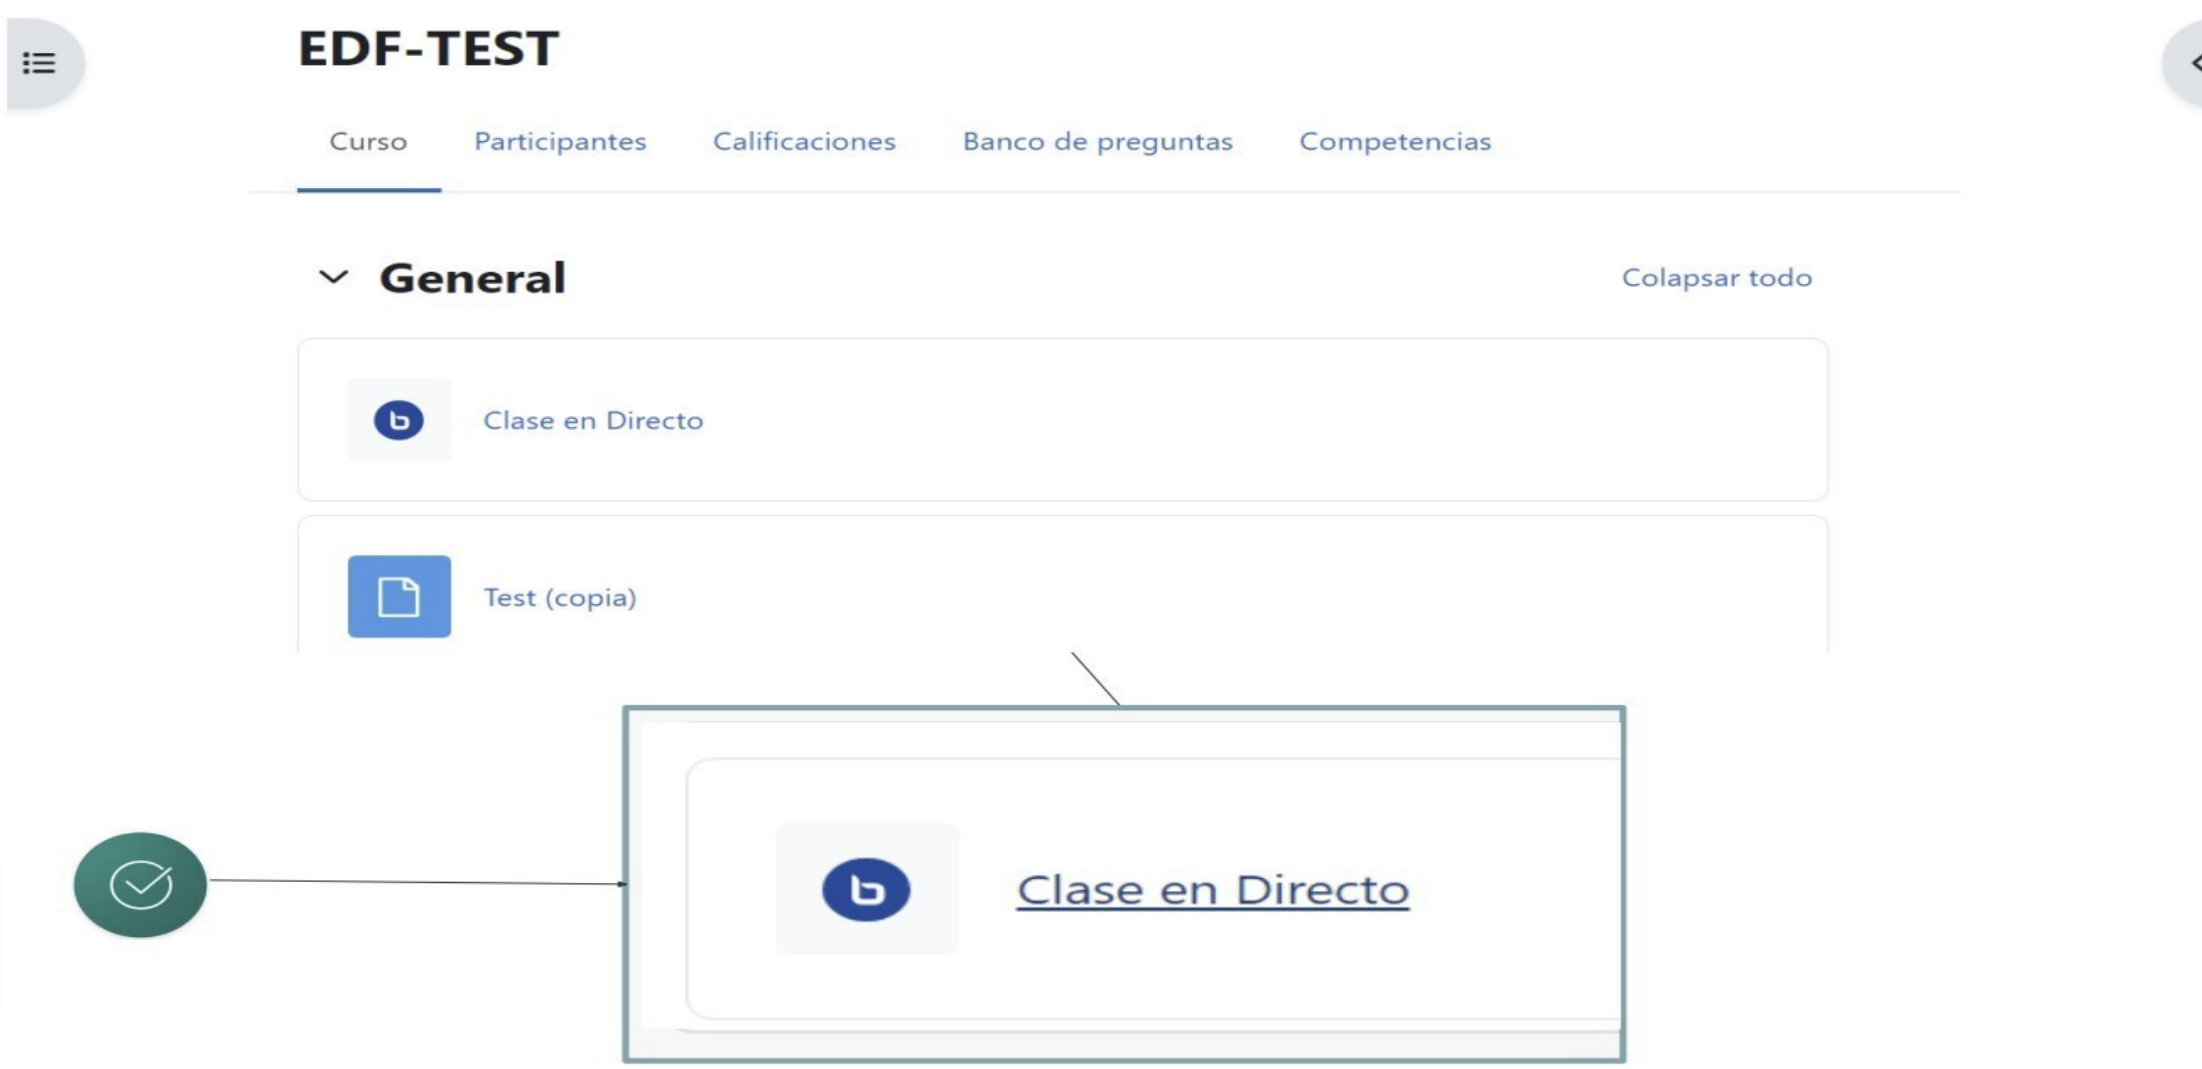 EDF-TEST
Curso Participantes Calificaciones Banco de preguntas Competencias
General Colapsar todo
Clase en Directo
Test (copia)
Clase en Directo